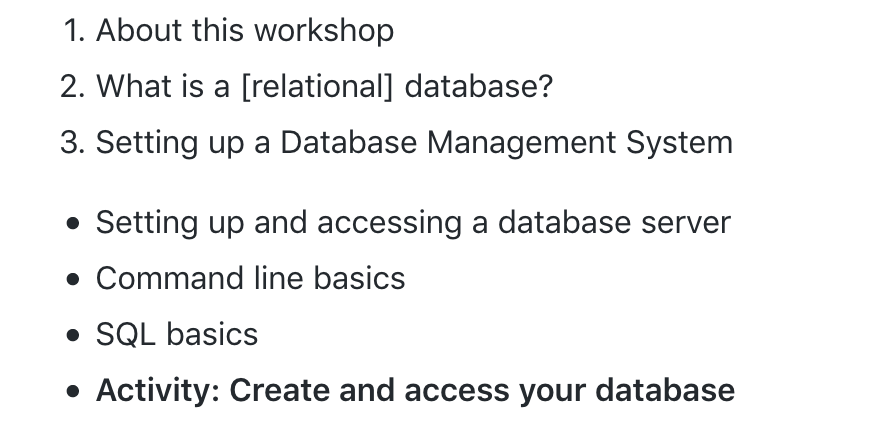 1. About this workshop
2. What is a [relational] database?
3. Setting up a Database Management System
• Setting up and accessing a database server
• Command line basics
• SQL basics
• Activity: Create and access your database